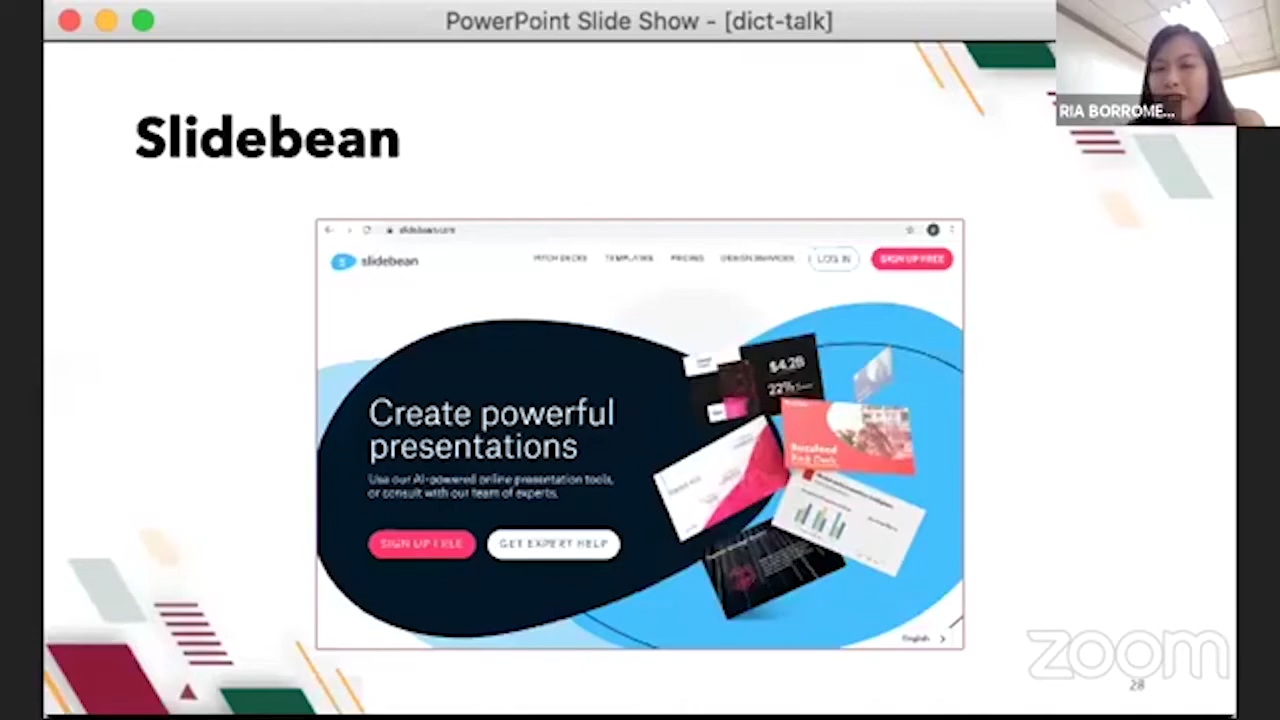 PowerPoint Slide Show - [dict-talk]
RIA BORROME...
Slidebean
slidebean.com
slidebean
PITCH DECKS TEMPLATES PRICING DESIGN SERVICES LOG IN SIGN UP FREE
$4.2B
22%
Create powerful
presentations
Use our AI-powered online presentation tools,
or consult with our team of experts.
SIGN UP FREE GET EXPERT HELP
English
zoom
28